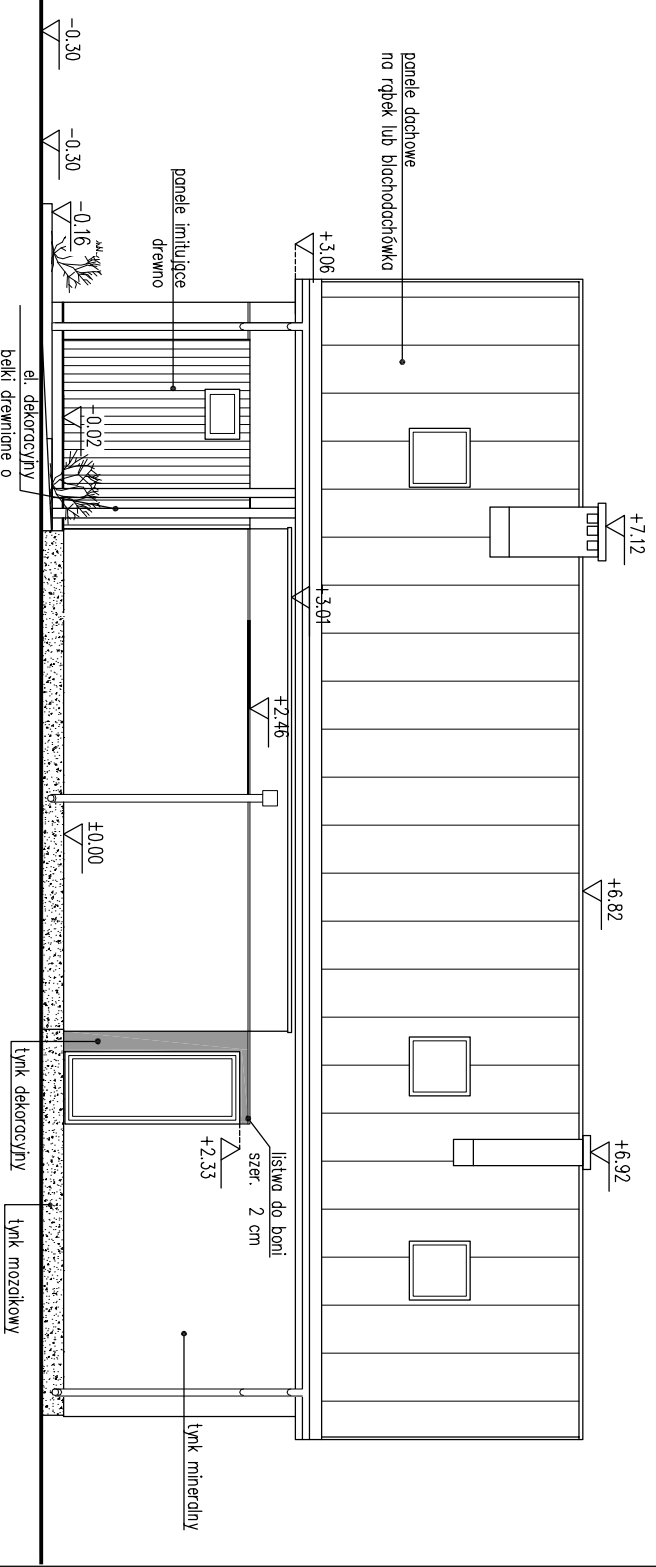 +7.12
+6.82
+6.92
panele dachowe
na rąbek lub blachodachówka
+3.06
+3.01
+2.46
listwa do boni
szer. 2 cm
+2.33
tynk mineralny
panele imitujące
drewno
-0.30
-0.30
-0.16
-0.02
±0.00
el. dekoracyjny
belki drewniane o
tynk dekoracyjny
tynk mozaikowy